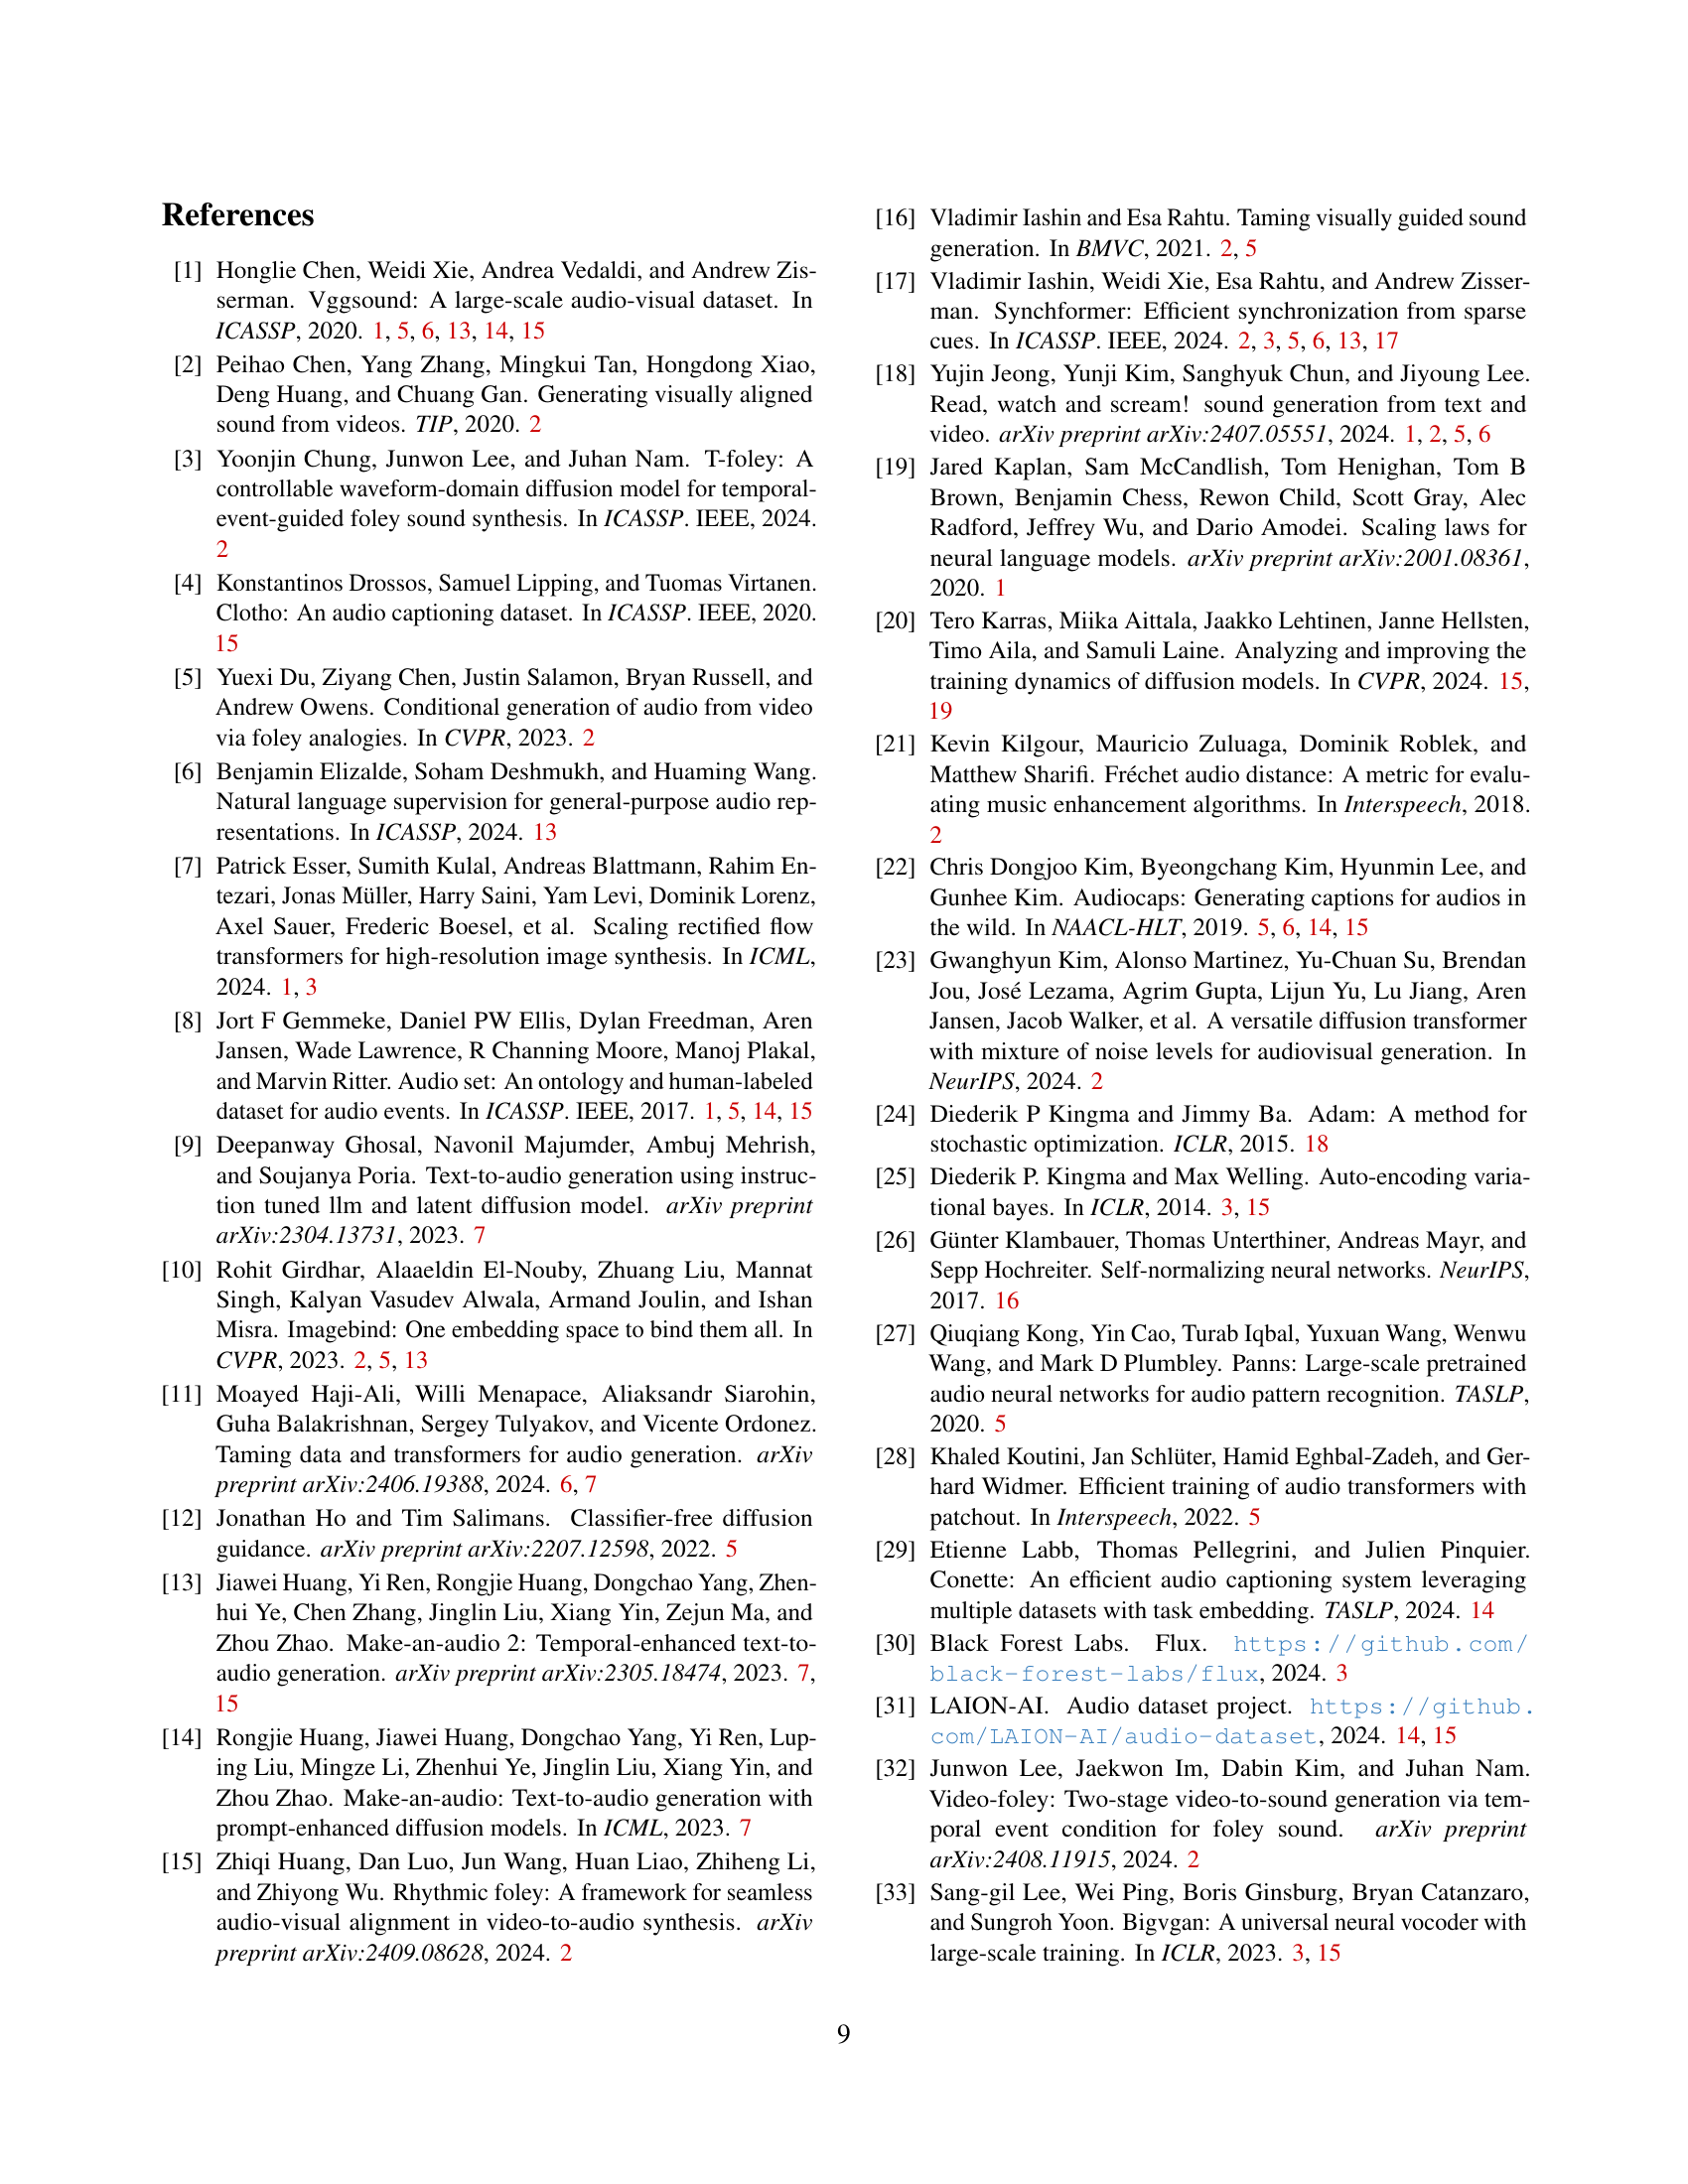 References
[1] Honglie Chen, Weidi Xie, Andrea Vedaldi, and Andrew Zis-
serman. Vggsound: A large-scale audio-visual dataset. In
ICASSP, 2020. 1, 5, 6, 13, 14, 15
[2] Peihao Chen, Yang Zhang, Mingkui Tan, Hongdong Xiao,
Deng Huang, and Chuang Gan. Generating visually aligned
sound from videos. TIP, 2020. 2
[3] Yoonjin Chung, Junwon Lee, and Juhan Nam. T-foley: A
controllable waveform-domain diffusion model for temporal-
event-guided foley sound synthesis. In ICASSP. IEEE, 2024.
2
[4] Konstantinos Drossos, Samuel Lipping, and Tuomas Virtanen.
Clotho: An audio captioning dataset. In ICASSP. IEEE, 2020.
15
[5] Yuexi Du, Ziyang Chen, Justin Salamon, Bryan Russell, and
Andrew Owens. Conditional generation of audio from video
via foley analogies. In CVPR, 2023. 2
[6] Benjamin Elizalde, Soham Deshmukh, and Huaming Wang.
Natural language supervision for general-purpose audio rep-
resentations. In ICASSP, 2024. 13
[7] Patrick Esser, Sumith Kulal, Andreas Blattmann, Rahim En-
tezari, Jonas Müller, Harry Saini, Yam Levi, Dominik Lorenz,
Axel Sauer, Frederic Boesel, et al. Scaling rectified flow
transformers for high-resolution image synthesis. In ICML,
2024. 1, 3
[8] Jort F Gemmeke, Daniel PW Ellis, Dylan Freedman, Aren
Jansen, Wade Lawrence, R Channing Moore, Manoj Plakal,
and Marvin Ritter. Audio set: An ontology and human-labeled
dataset for audio events. In ICASSP. IEEE, 2017. 1, 5, 14, 15
[9] Deepanway Ghosal, Navonil Majumder, Ambuj Mehrish,
and Soujanya Poria. Text-to-audio generation using instruc-
tion tuned llm and latent diffusion model. arXiv preprint
arXiv:2304.13731, 2023. 7
[10] Rohit Girdhar, Alaaeldin El-Nouby, Zhuang Liu, Mannat
Singh, Kalyan Vasudev Alwala, Armand Joulin, and Ishan
Misra. Imagebind: One embedding space to bind them all. In
CVPR, 2023. 2, 5, 13
[11] Moayed Haji-Ali, Willi Menapace, Aliaksandr Siarohin,
Guha Balakrishnan, Sergey Tulyakov, and Vicente Ordonez.
Taming data and transformers for audio generation. arXiv
preprint arXiv:2406.19388, 2024. 6, 7
[12] Jonathan Ho and Tim Salimans. Classifier-free diffusion
guidance. arXiv preprint arXiv:2207.12598, 2022. 5
[13] Jiawei Huang, Yi Ren, Rongjie Huang, Dongchao Yang, Zhen-
hui Ye, Chen Zhang, Jinglin Liu, Xiang Yin, Zejun Ma, and
Zhou Zhao. Make-an-audio 2: Temporal-enhanced text-to-
audio generation. arXiv preprint arXiv:2305.18474, 2023. 7,
15
[14] Rongjie Huang, Jiawei Huang, Dongchao Yang, Yi Ren, Lup-
ing Liu, Mingze Li, Zhenhui Ye, Jinglin Liu, Xiang Yin, and
Zhou Zhao. Make-an-audio: Text-to-audio generation with
prompt-enhanced diffusion models. In ICML, 2023. 7
[15] Zhiqi Huang, Dan Luo, Jun Wang, Huan Liao, Zhiheng Li,
and Zhiyong Wu. Rhythmic foley: A framework for seamless
audio-visual alignment in video-to-audio synthesis. arXiv
preprint arXiv:2409.08628, 2024. 2
[16] Vladimir Iashin and Esa Rahtu. Taming visually guided sound
generation. In BMVC, 2021. 2, 5
[17] Vladimir Iashin, Weidi Xie, Esa Rahtu, and Andrew Zisser-
man. Synchformer: Efficient synchronization from sparse
cues. In ICASSP. IEEE, 2024. 2, 3, 5, 6, 13, 17
[18] Yujin Jeong, Yunji Kim, Sanghyuk Chun, and Jiyoung Lee.
Read, watch and scream! sound generation from text and
video. arXiv preprint arXiv:2407.05551, 2024. 1, 2, 5, 6
[19] Jared Kaplan, Sam McCandlish, Tom Henighan, Tom B
Brown, Benjamin Chess, Rewon Child, Scott Gray, Alec
Radford, Jeffrey Wu, and Dario Amodei. Scaling laws for
neural language models. arXiv preprint arXiv:2001.08361,
2020. 1
[20] Tero Karras, Miika Aittala, Jaakko Lehtinen, Janne Hellsten,
Timo Aila, and Samuli Laine. Analyzing and improving the
training dynamics of diffusion models. In CVPR, 2024. 15,
19
[21] Kevin Kilgour, Mauricio Zuluaga, Dominik Roblek, and
Matthew Sharifi. Fréchet audio distance: A metric for evalu-
ating music enhancement algorithms. In Interspeech, 2018.
2
[22] Chris Dongjoo Kim, Byeongchang Kim, Hyunmin Lee, and
Gunhee Kim. Audiocaps: Generating captions for audios in
the wild. In NAACL-HLT, 2019. 5, 6, 14, 15
[23] Gwanghyun Kim, Alonso Martinez, Yu-Chuan Su, Brendan
Jou, José Lezama, Agrim Gupta, Lijun Yu, Lu Jiang, Aren
Jansen, Jacob Walker, et al. A versatile diffusion transformer
with mixture of noise levels for audiovisual generation. In
NeurIPS, 2024. 2
[24] Diederik P Kingma and Jimmy Ba. Adam: A method for
stochastic optimization. ICLR, 2015. 18
[25] Diederik P. Kingma and Max Welling. Auto-encoding varia-
tional bayes. In ICLR, 2014. 3, 15
[26] Günter Klambauer, Thomas Unterthiner, Andreas Mayr, and
Sepp Hochreiter. Self-normalizing neural networks. NeurIPS,
2017. 16
[27] Qiuqiang Kong, Yin Cao, Turab Iqbal, Yuxuan Wang, Wenwu
Wang, and Mark D Plumbley. Panns: Large-scale pretrained
audio neural networks for audio pattern recognition. TASLP,
2020. 5
[28] Khaled Koutini, Jan Schlüter, Hamid Eghbal-Zadeh, and Ger-
hard Widmer. Efficient training of audio transformers with
patchout. In Interspeech, 2022. 5
[29] Etienne Labb, Thomas Pellegrini, and Julien Pinquier.
Conette: An efficient audio captioning system leveraging
multiple datasets with task embedding. TASLP, 2024. 14
[30] Black Forest Labs. Flux. https://github.com/
black-forest-labs/flux, 2024. 3
[31] LAION-AI. Audio dataset project. https://github.
com/LAION-AI/audio-dataset, 2024. 14, 15
[32] Junwon Lee, Jaekwon Im, Dabin Kim, and Juhan Nam.
Video-foley: Two-stage video-to-sound generation via tem-
poral event condition for foley sound. arXiv preprint
arXiv:2408.11915, 2024. 2
[33] Sang-gil Lee, Wei Ping, Boris Ginsburg, Bryan Catanzaro,
and Sungroh Yoon. Bigvgan: A universal neural vocoder with
large-scale training. In ICLR, 2023. 3, 15
9